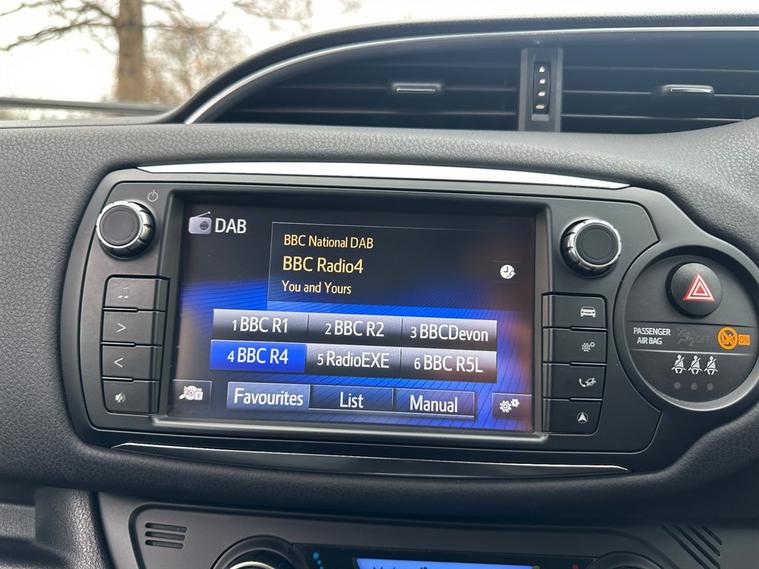 DAB
BBC National DAB
BBC Radio4
You and Yours
1 BBC R1
2 BBC R2
3 BBCDevon
4 BBC R4
5 RadioEXE
6 BBC R5L
Favourites
List
Manual
PASSENGER
AIR BAG
OFF
ON